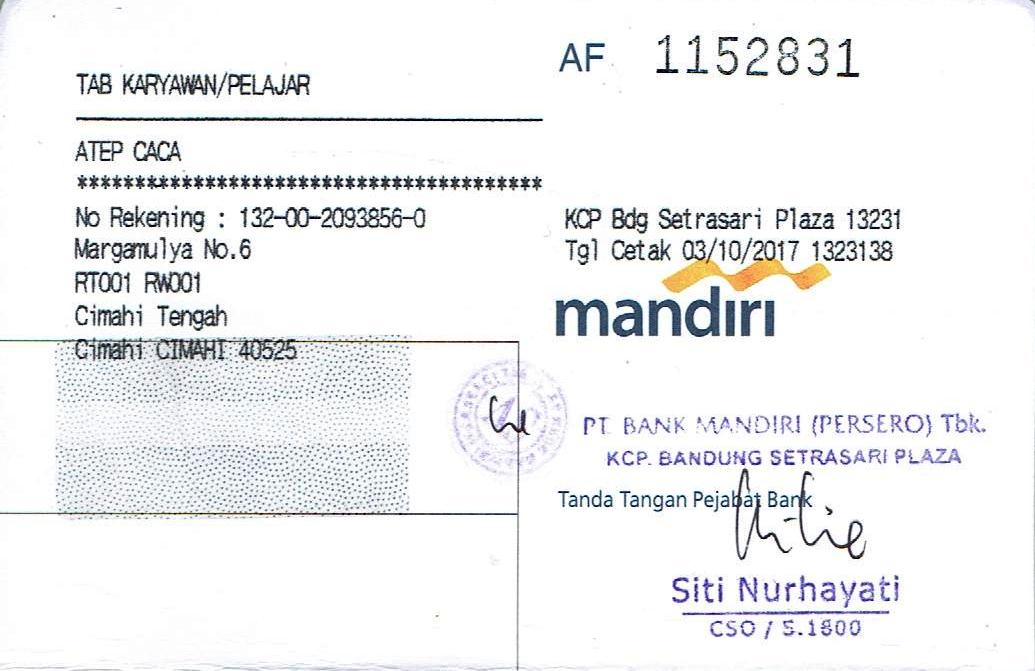 AF 1152831
TAB KARYAWAN/PELAJAR
ATEP CACA
*****************************************
No Rekening : 132-00-2093856-0
Margamulya No.6
RT001 RW001
Cimahi Tengah
Cimahi CIMAHI 40525
KCP Bdg Setrasari Plaza 13231
Tgl Cetak 03/10/2017 1323138
mandiri
PT. BANK MANDIRI (PERSERO) Tbk.
KCP. BANDUNG SETRASARI PLAZA
Tanda Tangan Pejabat Bank
Siti Nurhayati
CSO / S.1800